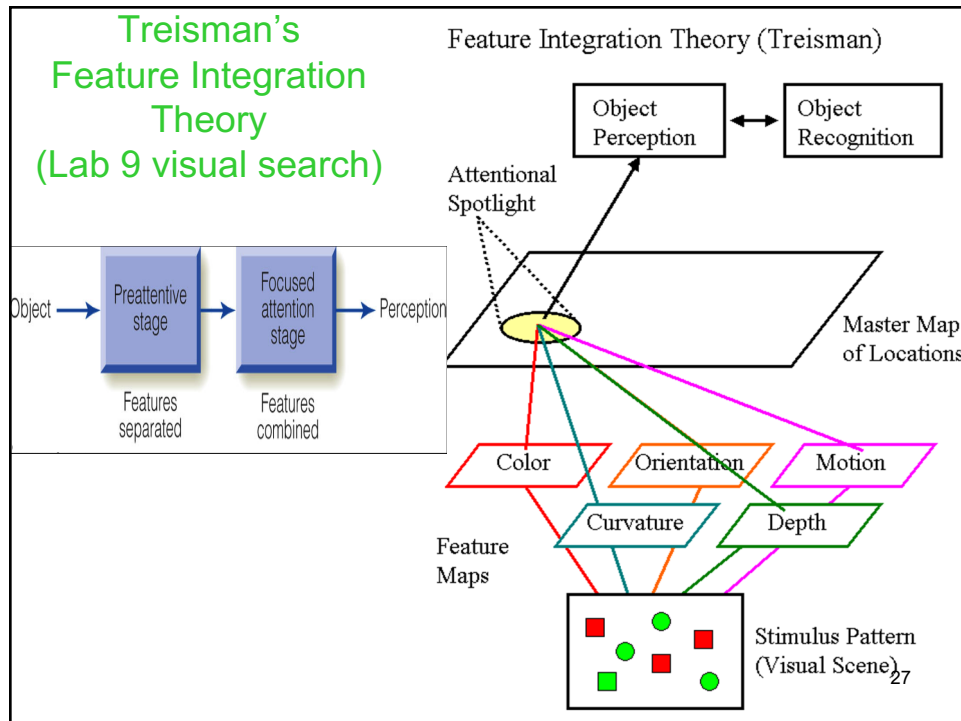 Treisman's
Feature Integration
Theory
(Lab 9 visual search)
Object
Preattentive
stage
Focused
attention
stage
Perception
Features
separated
Features
combined
Feature Integration Theory (Treisman)
Object
Perception
Object
Recognition
Attentional
Spotlight
Master Map
of Locations
Color
Orientation
Motion
Curvature
Depth
Feature
Maps
Stimulus Pattern
(Visual Scene)
27